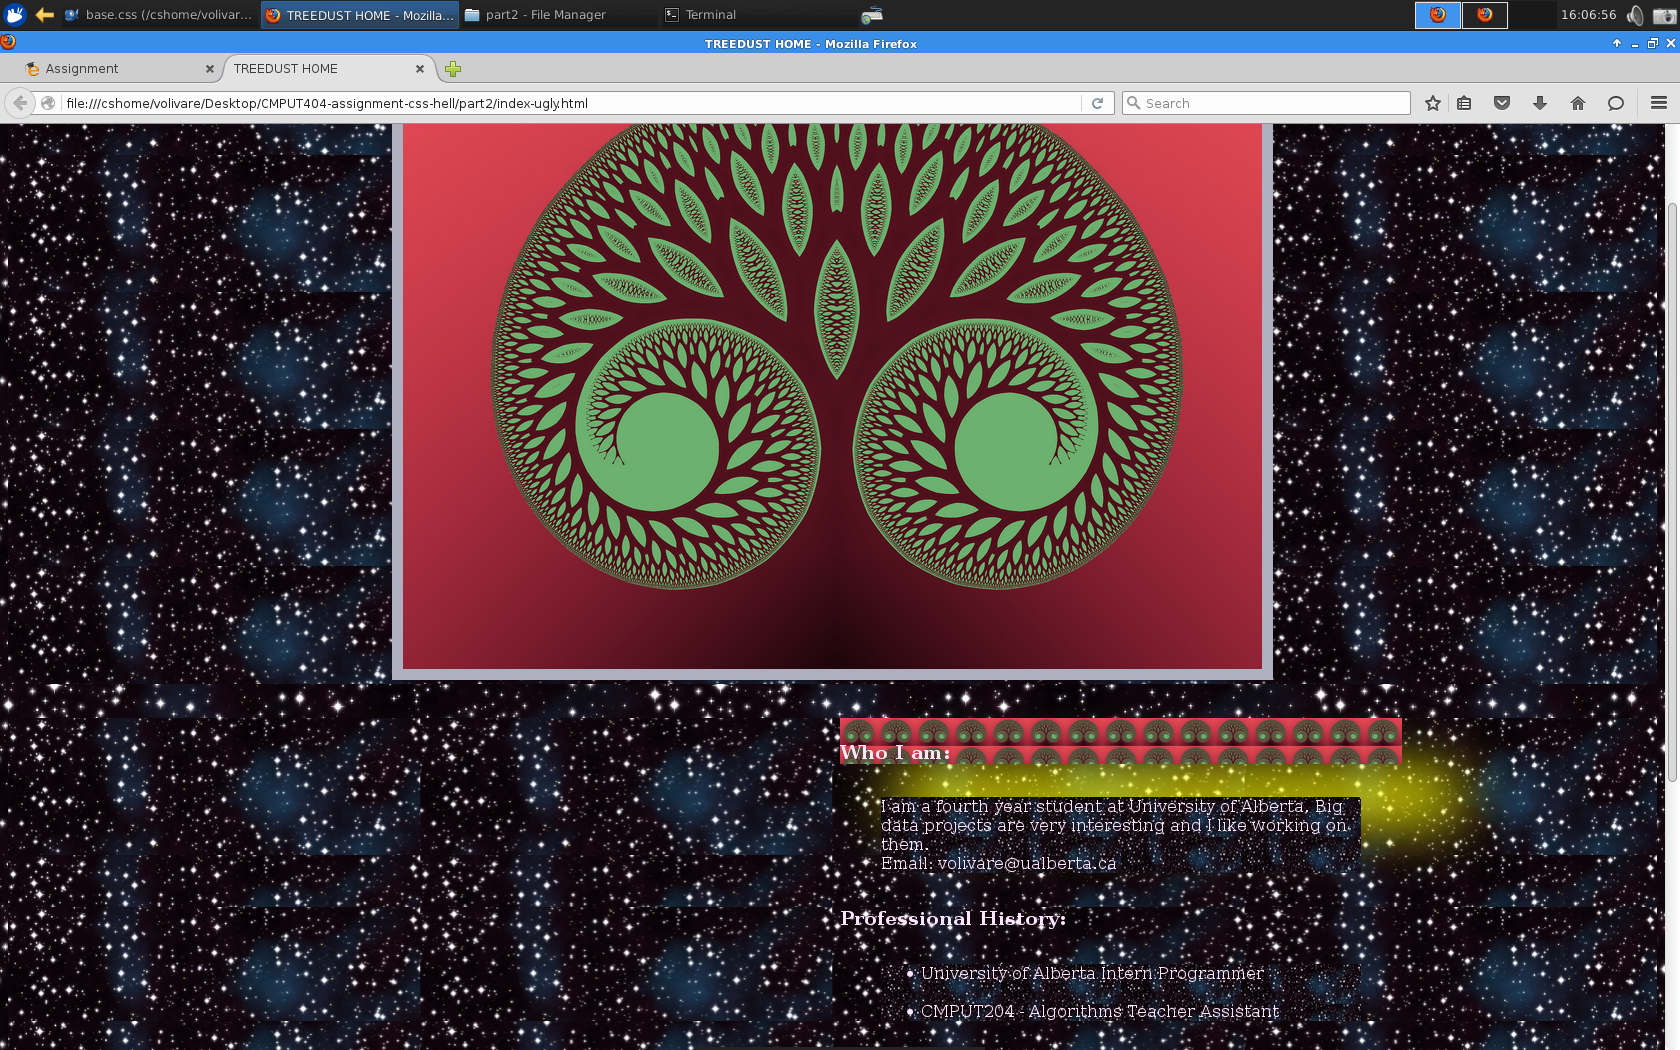 base.css (/cshome/volivar...
TREEDUST HOME - Mozilla...
part2 - File Manager
Terminal
16:06:56
TREEDUST HOME - Mozilla Firefox
Assignment
TREEDUST HOME
file:///cshome/volivare/Desktop/CMPUT404-assignment-css-hell/part2/index-ugly.html
Search
Who I am:
I am a fourth year student at University of Alberta. Big
data projects are very interesting and I like working on
them.
Email: volivare@ualberta.ca
Professional History:
• University of Alberta Intern Programmer
• CMPUT204 - Algorithms Teacher Assistant